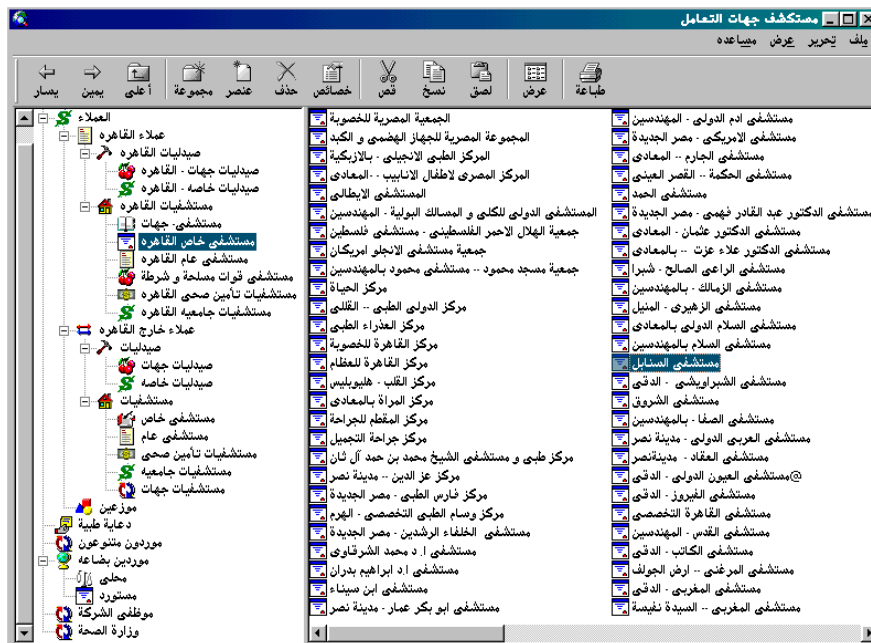 مستكشف جهات التعامل
ملف تحرير عرض مساعده
يسار يمين أعلى مجموعة عنصر حذف خصائص قص نسخ لصق عرض طباعة
العملاء
عملاء القاهره
صيدليات القاهره
صيدليات جهات - القاهره
صيدليات خاصه - القاهره
مستشفيات القاهره
مستشفى- جهات
مستشفى خاص القاهره
مستشفى عام القاهره
مستشفى قوات مسلحة و شرطة
مستشفيات تأمين صحى القاهره
مستشفيات جامعيه القاهره
عملاء خارج القاهره
صيدليات
صيدليات جهات
صيدليات خاصه
مستشفيات
مستشفى خاص
مستشفى عام
مستشفيات تأمين صحى
مستشفيات جامعيه
مستشفيات جهات
موزعين
دعاية طبية
موردون متنوعون
موردين بضاعه
محلى
مستورد
موظفى الشركة
وزارة الصحة
الجمعية المصرية للخصوبة
المجموعة المصرية للجهاز الهضمى و الكبد
المركز الطبى الانجيلى - بالازبكية
المركز المصرى لاطفال الانابيب --المعادى
المستشفى الايطالى
المستشفى الدولى للكلى و المسالك البولية - المهندسين
جمعية الهلال الاحمر الفلسطينى - مستشفى فلسطين
جمعية مستشفى الانجلو امريكان
جمعية مسجد محمود -- مستشفى محمود بالمهندسين
مركز الحياة
مركز الدولى الطبى -- القللى
مركز العذراء الطبى
مركز القاهرة للخصوبة
مركز القاهرة للعظام
مركز القلب - هليوبليس
مركز المراة بالمعادى
مركز المقطم للجراحة
مركز جراحة التجميل
مركز طبى و مستشفى الشيخ محمد بن حمد آل ثان
مركز عز الدين -- مدينة نصر
مركز فارس الطبى - مصر الجديدة
مركز وسام الطبى التخصصى - الهرم
مستشفى الخلفاء الرشدين - مصر الجديدة
مستشفى ا.د محمد الشرقاوى
مستشفى ا.د ابراهيم بدران
مستشفى ابن سيناء
مستشفى ابو بكر عمار - مدينة نصر
مستشفى ادم الدولى - المهندسين
مستشفى الامريكى - مصر الجديدة
مستشفى الجارم -- المعادى
مستشفى الحكمة -- القصر العينى
مستشفى الحمد
مستشفى الدكتور عبد القادر فهمى - مصر الجديدة
مستشفى الدكتور عثمان - المعادى
مستشفى الدكتور علاء عزت -- بالمعادى
مستشفى الراعى الصالح - شبرا
مستشفى الزمالك - بالمهندسين
مستشفى الزهيرى - المنيل
مستشفى السلام الدولى بالمعادى
مستشفى السلام بالمهندسين
مستشفى السنابل
مستشفى الشبراويشى - الدقى
مستشفى الشروق
مستشفى الصفا - بالمهندسين
مستشفى العربى الدولى - مدينة نصر
مستشفى العقاد - مدينةنصر
@مستشفى العيون الدولى - الدقى
مستشفى الفيروز - الدقى
مستشفى القاهرة التخصصى
مستشفى القدس - المهندسين
مستشفى الكاتب - الدقى
مستشفى المرغنى -- ارض الجولف
مستشفى المغربى - الدقى
مستشفى المغربى -- السيدة نفيسة